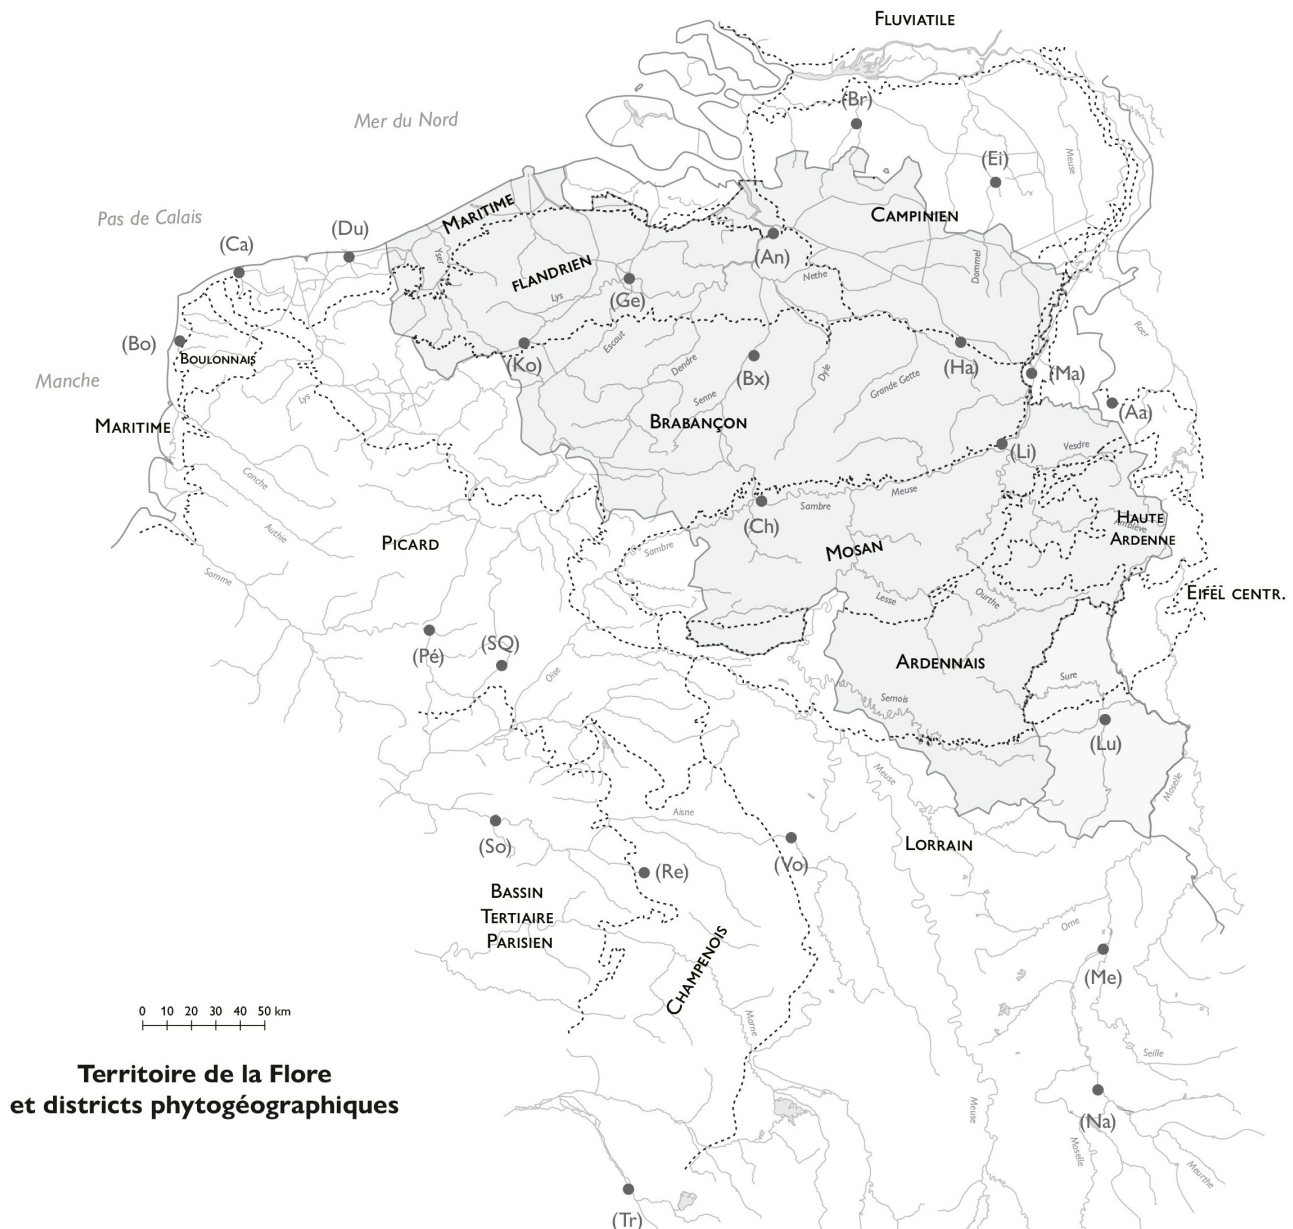 FLUVIATILE
(Br)
Mer du Nord
Meuse
(Ei)
Pas de Calais
MARITIME
CAMPINIEN
(Du)
(Ca)
Yser
FLANDRIEN
(An)
Nethe
Dommel
Lys
(Ge)
Roer
(Bo)
BOULONNAIS
Escaut
(Ko)
Dendre
(Bx)
Dyle
(Ha)
(Ma)
Manche
Lys
Senne
Grande Gette
(Aa)
MARITIME
BRABANÇON
(Li)
Vesdre
Canche
Meuse
Sambre
(Ch)
HAUTE
ARDENNE
Amblève
Authie
PICARD
Sambre
MOSAN
Somme
Lesse
Ourthe
EIFEL CENTR.
(Pé)
(SQ)
ARDENNAIS
Oise
Sure
Semois
(Lu)
Meuse
Moselle
Aisne
(So)
(Re)
(Vo)
LORRAIN
BASSIN
TERTIAIRE
PARISIEN
CHAMPENOIS
Orne
(Me)
0 10 20 30 40 50 km
Marne
Seille
Territoire de la Flore
et districts phytogéographiques
Meuse
(Na)
Moselle
Meurthe
(Tr)